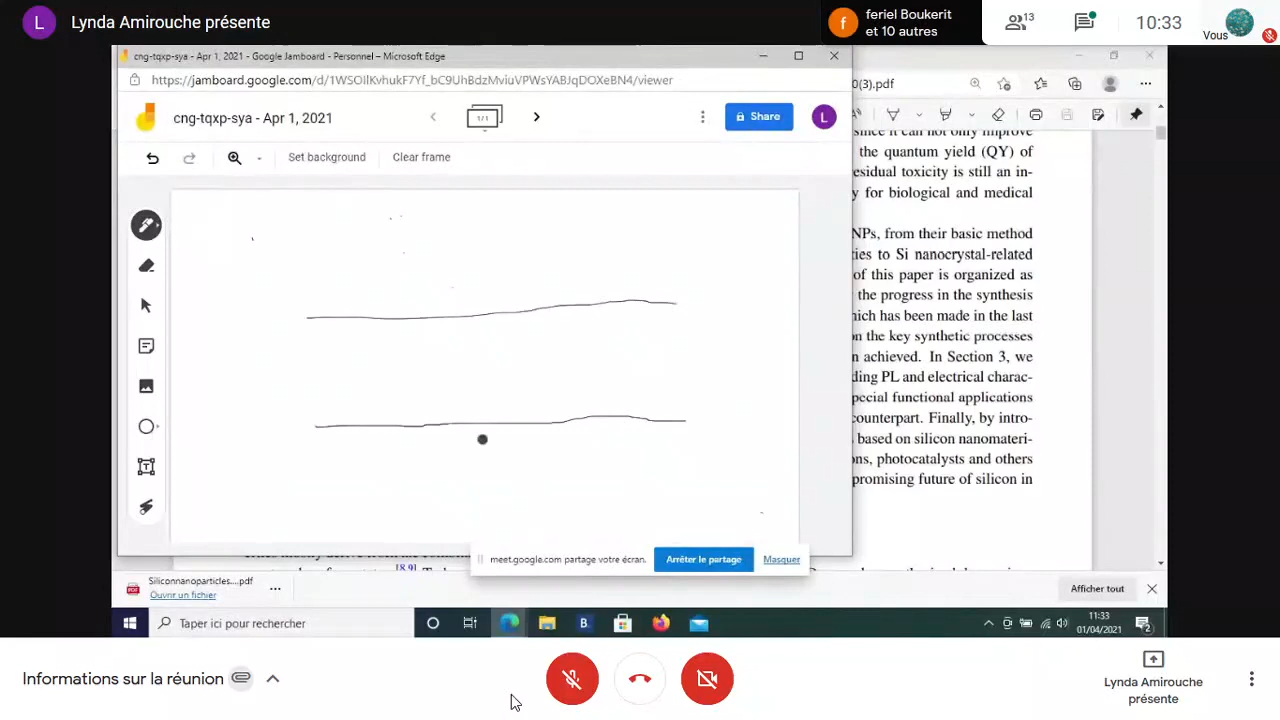 L Lynda Amirouche présente
f feriel Boukerit
et 10 autres
13
10:33
Vous
cng-tqxp-sya - Apr 1, 2021 - Google Jamboard - Personnel - Microsoft Edge
https://jamboard.google.com/d/1WSOIlKvhukF7Yf_bC9UhBdzMviuVPWsYABJqDOXeBN4/viewer
0(3).pdf
cng-tqxp-sya - Apr 1, 2021
1/1
Share
L
Set background
Clear frame
since it can not only improve
the quantum yield (QY) of
residual toxicity is still an in-
y for biological and medical
NPs, from their basic method
ties to Si nanocrystal-related
of this paper is organized as
the progress in the synthesis
hich has been made in the last
on the key synthetic processes
n achieved. In Section 3, we
ding PL and electrical charac-
pecial functional applications
counterpart. Finally, by intro-
s based on silicon nanomateri-
ons, photocatalysts and others
promising future of silicon in
meet.google.com partage votre écran.
Arrêter le partage
Masquer
[8,9]
Siliconnanoparticles....pdf
Ouvrir un fichier
Afficher tout
Taper ici pour rechercher
B.
11:33
01/04/2021
2
Informations sur la réunion
Lynda Amirouche
présente